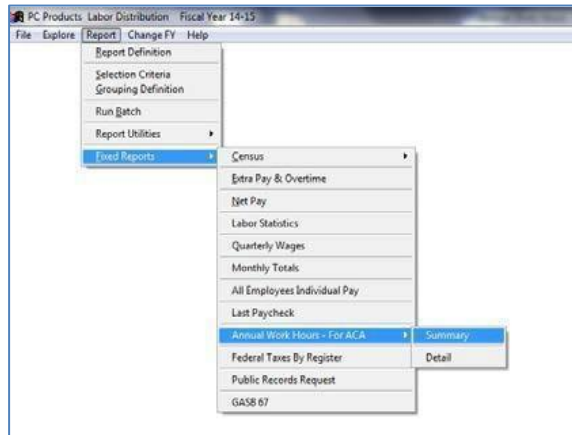 PC Products Labor Distribution Fiscal Year 14-15
File Explore Report Change FY Help
Report Definition
Selection Criteria
Grouping Definition
Run Batch
Report Utilities
Fixed Reports
Census
Extra Pay & Overtime
Net Pay
Labor Statistics
Quarterly Wages
Monthly Totals
All Employees Individual Pay
Last Paycheck
Annual Work Hours - For ACA
Summary
Federal Taxes By Register
Detail
Public Records Request
GASB 67